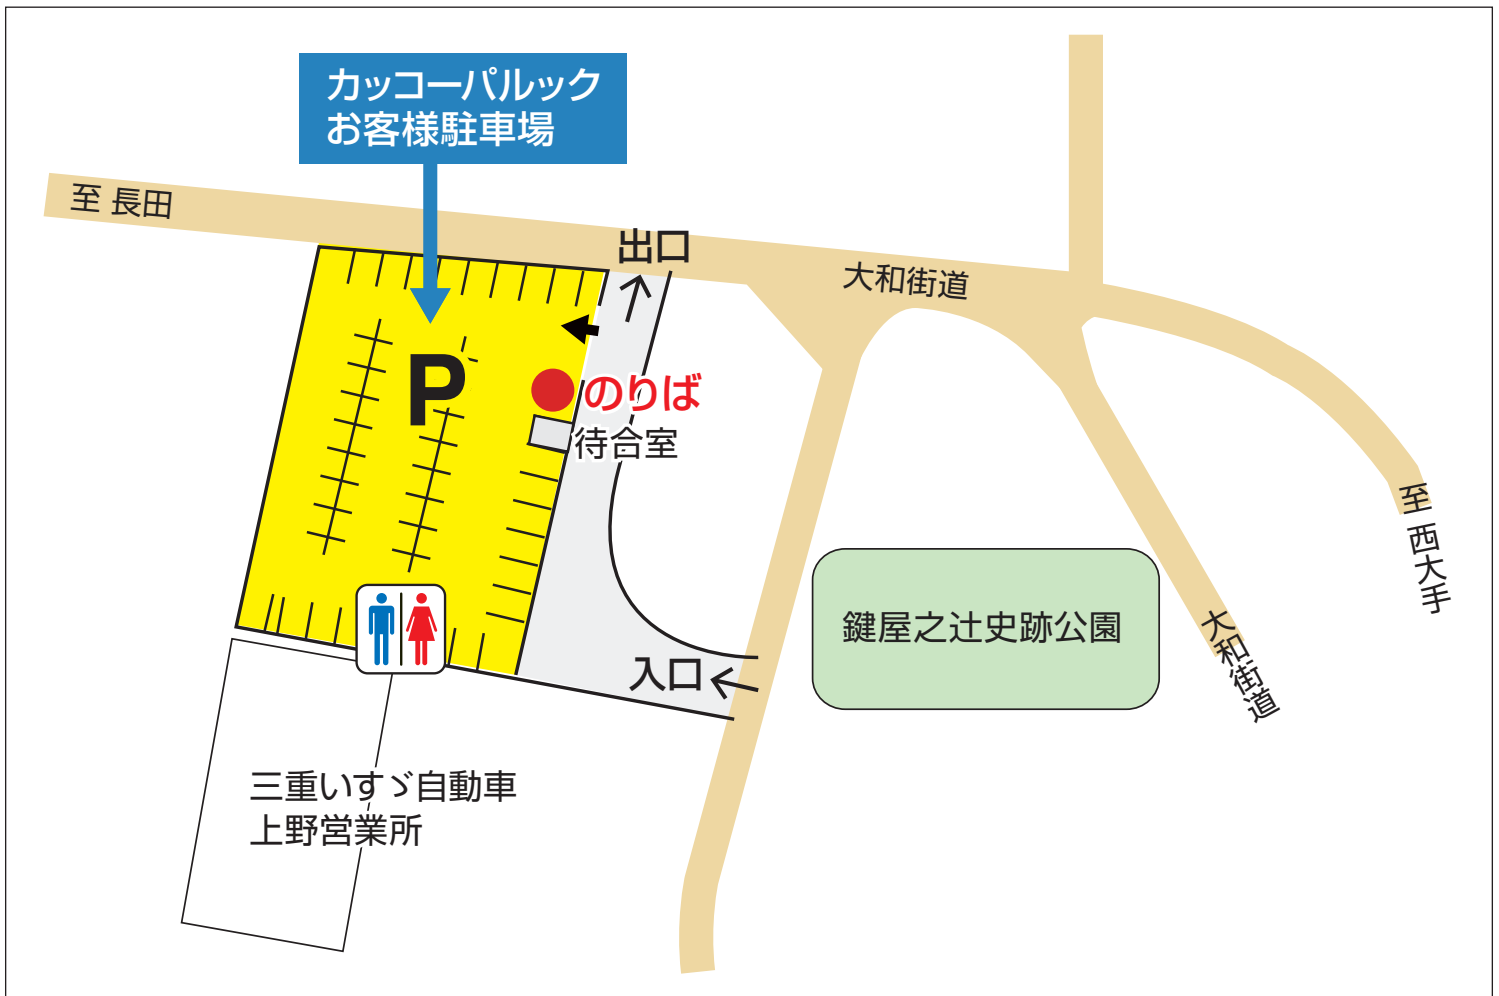 カッコーパルック
お客様駐車場
至 長田
出口
大和街道
P
のりば
待合室
至 西大手
鍵屋之辻史跡公園
大和街道
入口
三重いすゞ自動車
上野営業所